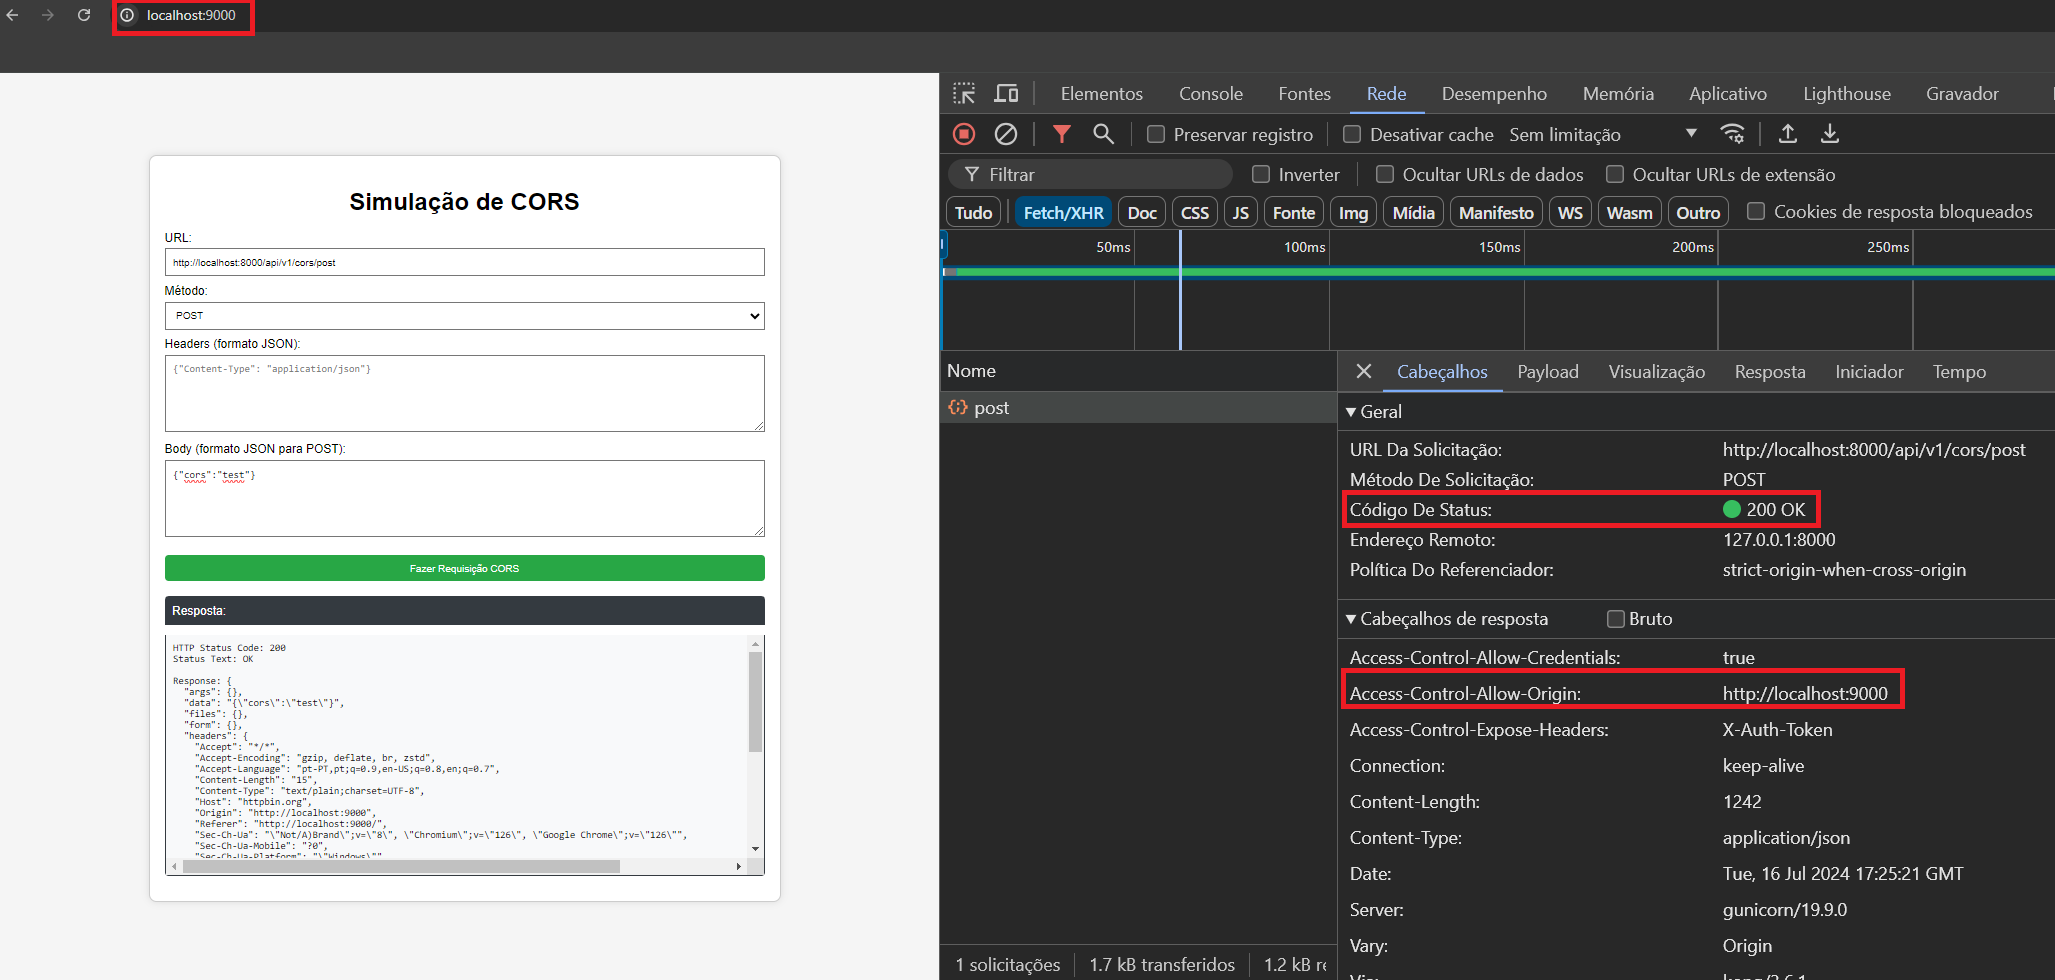 localhost:9000
Simulação de CORS
URL:
http://localhost:8000/api/v1/cors/post
Método:
POST
Headers (formato JSON):
{"Content-Type": "application/json"}
Body (formato JSON para POST):
{"cors":"test"}
Fazer Requisição CORS
Resposta:
HTTP Status Code: 200
Status Text: OK
Response: {
"args": {},
"data": "{\"cors\":\"test\"}",
"files": {},
"form": {},
"headers": {
"Accept": "*/*",
"Accept-Encoding": "gzip, deflate, br, zstd",
"Accept-Language": "pt-PT,pt;q=0.9,en-US;q=0.8,en;q=0.7",
"Content-Length": "15",
"Content-Type": "text/plain;charset=UTF-8",
"Host": "httpbin.org",
"Origin": "http://localhost:9000",
"Referer": "http://localhost:9000/",
"Sec-Ch-Ua": "\"Not/A)Brand\";v=\"8\", \"Chromium\";v=\"126\", \"Google Chrome\";v=\"126\"",
"Sec-Ch-Ua-Mobile": "?0",
"Sec-Ch-Ua-Platform": "\"Windows\""
Elementos Console Fontes Rede Desempenho Memória Aplicativo Lighthouse Gravador
Preservar registro Desativar cache Sem limitação
Filtrar Inverter Ocultar URLs de dados Ocultar URLs de extensão
Tudo Fetch/XHR Doc CSS JS Fonte Img Mídia Manifesto WS Wasm Outro Cookies de resposta bloqueados
50ms 100ms 150ms 200ms 250ms
Nome
post
Cabeçalhos Payload Visualização Resposta Iniciador Tempo
Geral
URL Da Solicitação: http://localhost:8000/api/v1/cors/post
Método De Solicitação: POST
Código De Status: 200 OK
Endereço Remoto: 127.0.0.1:8000
Política Do Referenciador: strict-origin-when-cross-origin
Cabeçalhos de resposta Bruto
Access-Control-Allow-Credentials: true
Access-Control-Allow-Origin: http://localhost:9000
Access-Control-Expose-Headers: X-Auth-Token
Connection: keep-alive
Content-Length: 1242
Content-Type: application/json
Date: Tue, 16 Jul 2024 17:25:21 GMT
Server: gunicorn/19.9.0
Vary: Origin
Via: kong/3.6.1
1 solicitações 1.7 kB transferidos 1.2 kB re